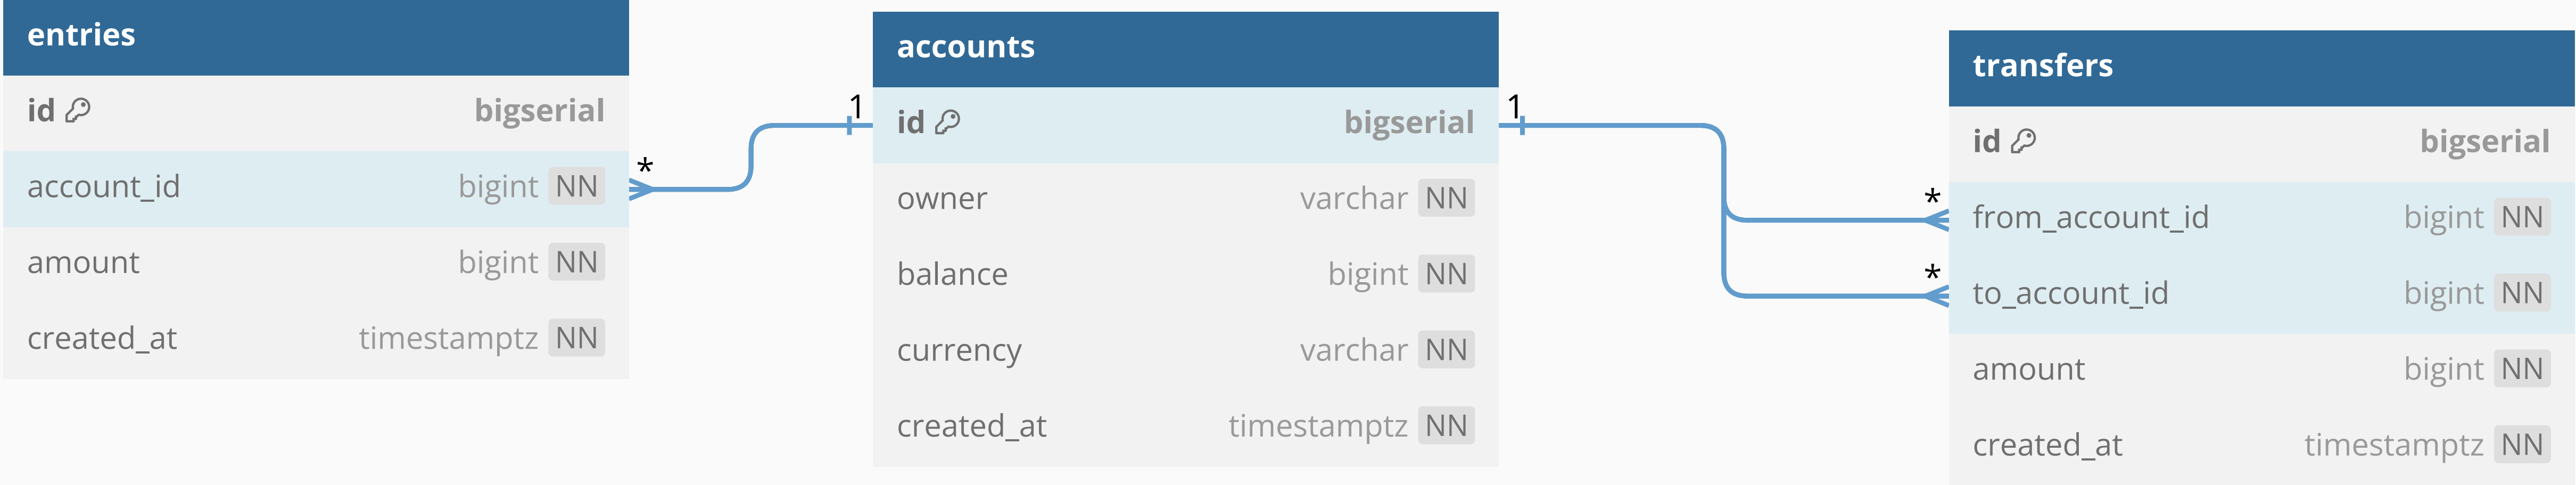 entries
id bigserial
account_id bigint NN
amount bigint NN
created_at timestamptz NN
* 1
accounts
id bigserial
owner varchar NN
balance bigint NN
currency varchar NN
created_at timestamptz NN
1 * *
transfers
id bigserial
from_account_id bigint NN
to_account_id bigint NN
amount bigint NN
created_at timestamptz NN